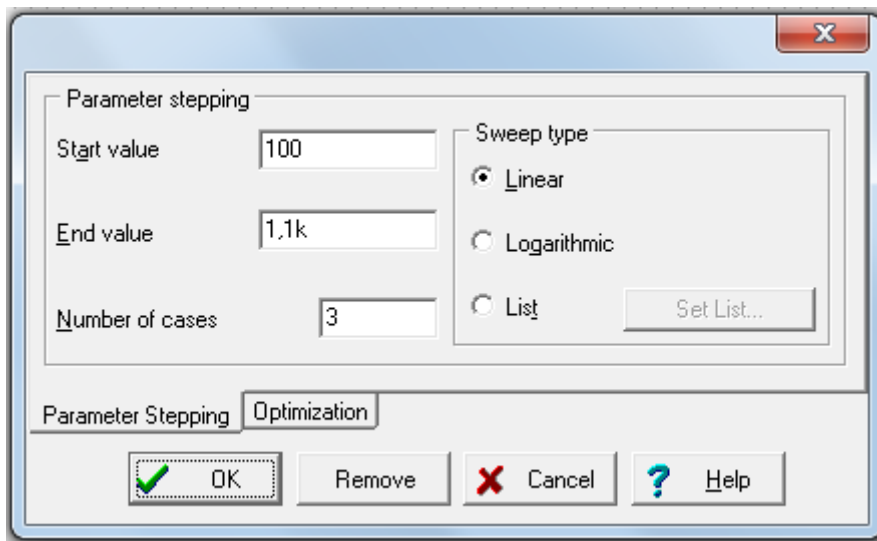 Parameter stepping
Start value 100
End value 1,1k
Number of cases 3
Sweep type
Linear
Logarithmic
List Set List...
Parameter Stepping Optimization
OK Remove Cancel ? Help